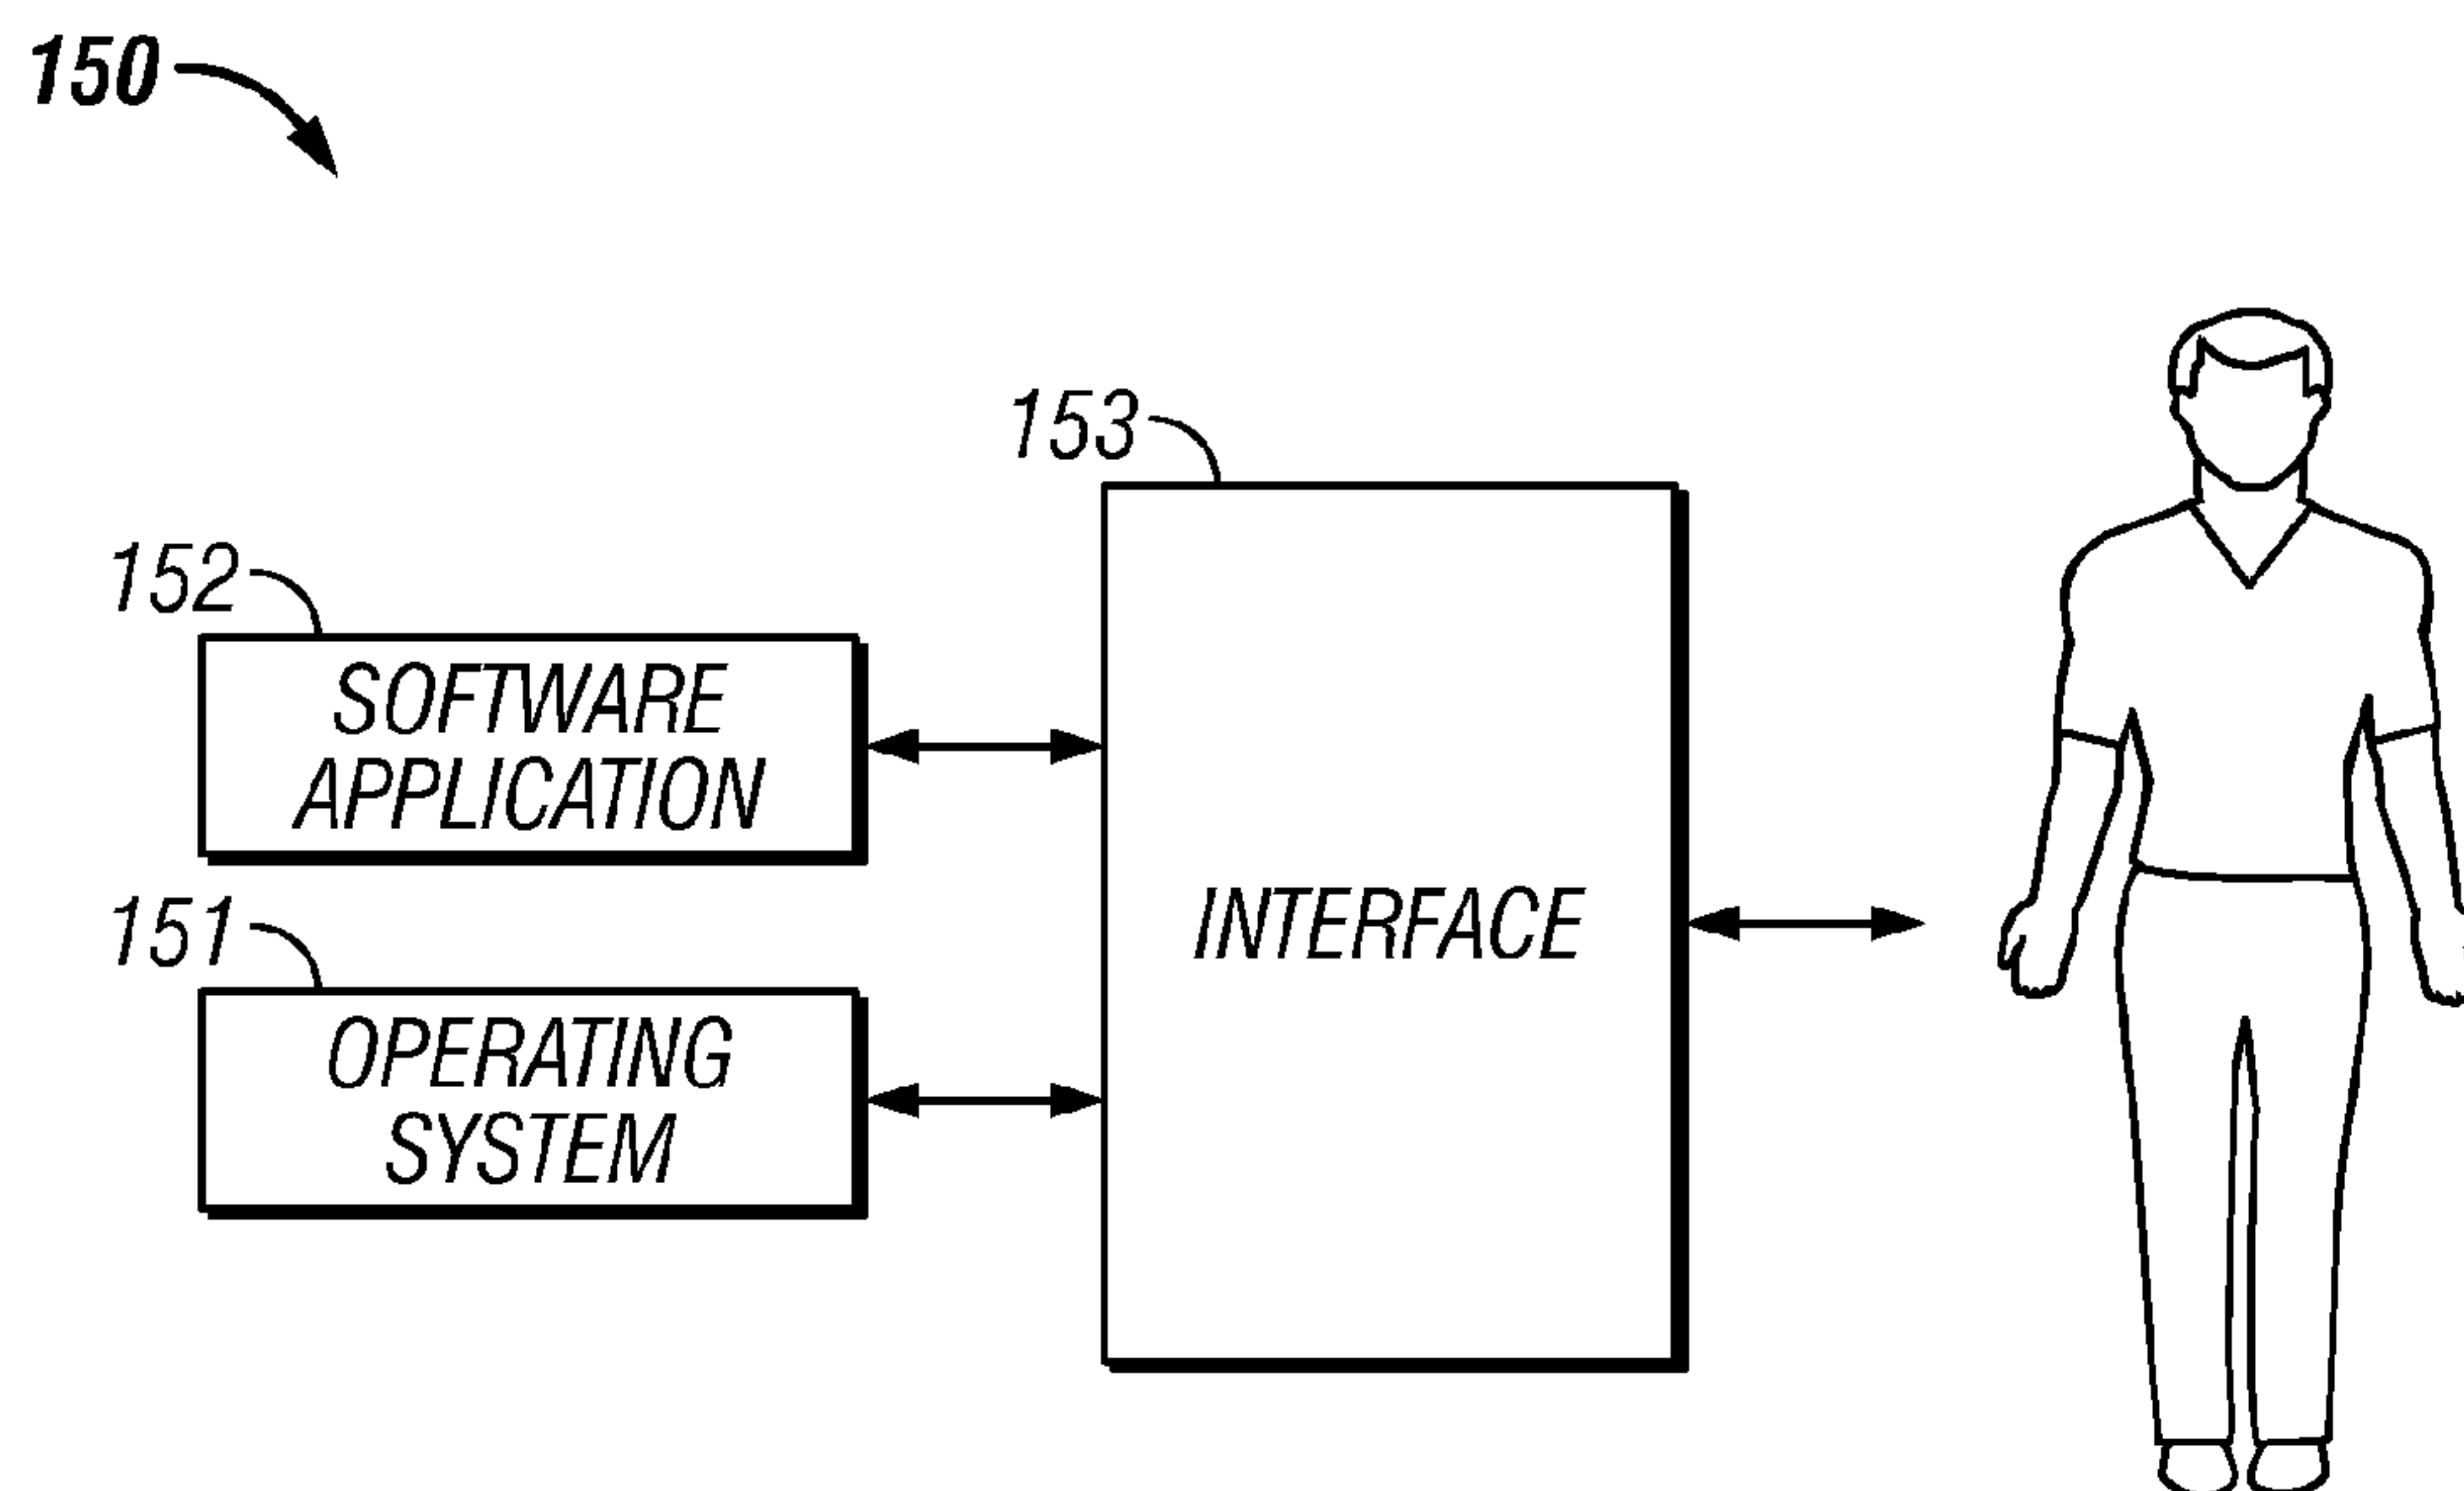 150
153
152
SOFTWARE
APPLICATION
151
INTERFACE
OPERATING
SYSTEM